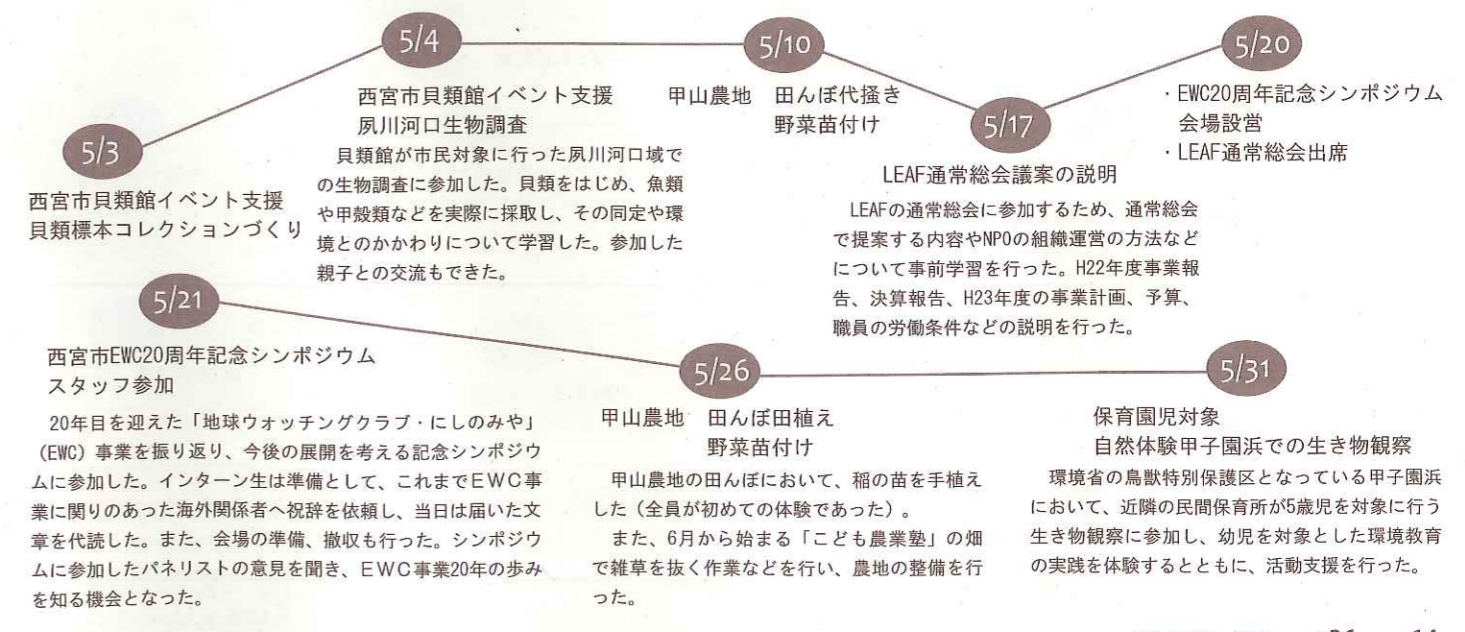 5/3
西宮市貝類館イベント支援
貝類標本コレクションづくり
5/4
西宮市貝類館イベント支援
夙川河口生物調査
貝類館が市民対象に行った夙川河口域で
の生物調査に参加した。貝類をはじめ、魚類
や甲殻類などを実際に採取し、その同定や環
境とのかかわりについて学習した。参加した
親子との交流もできた。
5/10
甲山農地 田んぼ代掻き
野菜苗付け
5/17
LEAF通常総会議案の説明
LEAFの通常総会に参加するため、通常総会
で提案する内容やNPOの組織運営の方法など
について事前学習を行った。H22年度事業報
告、決算報告、H23年度の事業計画、予算、
職員の労働条件などの説明を行った。
5/20
・EWC20周年記念シンポジウム
会場設営
・LEAF通常総会出席
5/21
西宮市EWC20周年記念シンポジウム
スタッフ参加
20年目を迎えた「地球ウォッチングクラブ・にしのみや」
(EWC)事業を振り返り、今後の展開を考える記念シンポジウ
ムに参加した。インターン生は準備として、これまでＥＷＣ事
業に関りのあった海外関係者へ祝辞を依頼し、当日は届いた文
章を代読した。また、会場の準備、撤収も行った。シンポジウ
ムに参加したパネリストの意見を聞き、ＥＷＣ事業20年の歩み
を知る機会となった。
5/26
甲山農地 田んぼ田植え
野菜苗付け
甲山農地の田んぼにおいて、稲の苗を手植え
した（全員が初めての体験であった）。
また、6月から始まる「こども農業塾」の畑
で雑草を抜く作業などを行い、農地の整備を行
った。
5/31
保育園児対象
自然体験甲子園浜での生き物観察
環境省の鳥獣特別保護区となっている甲子園浜
において、近隣の民間保育所が5歳児を対象に行う
生き物観察に参加し、幼児を対象とした環境教育
の実践を体験するとともに、活動支援を行った。